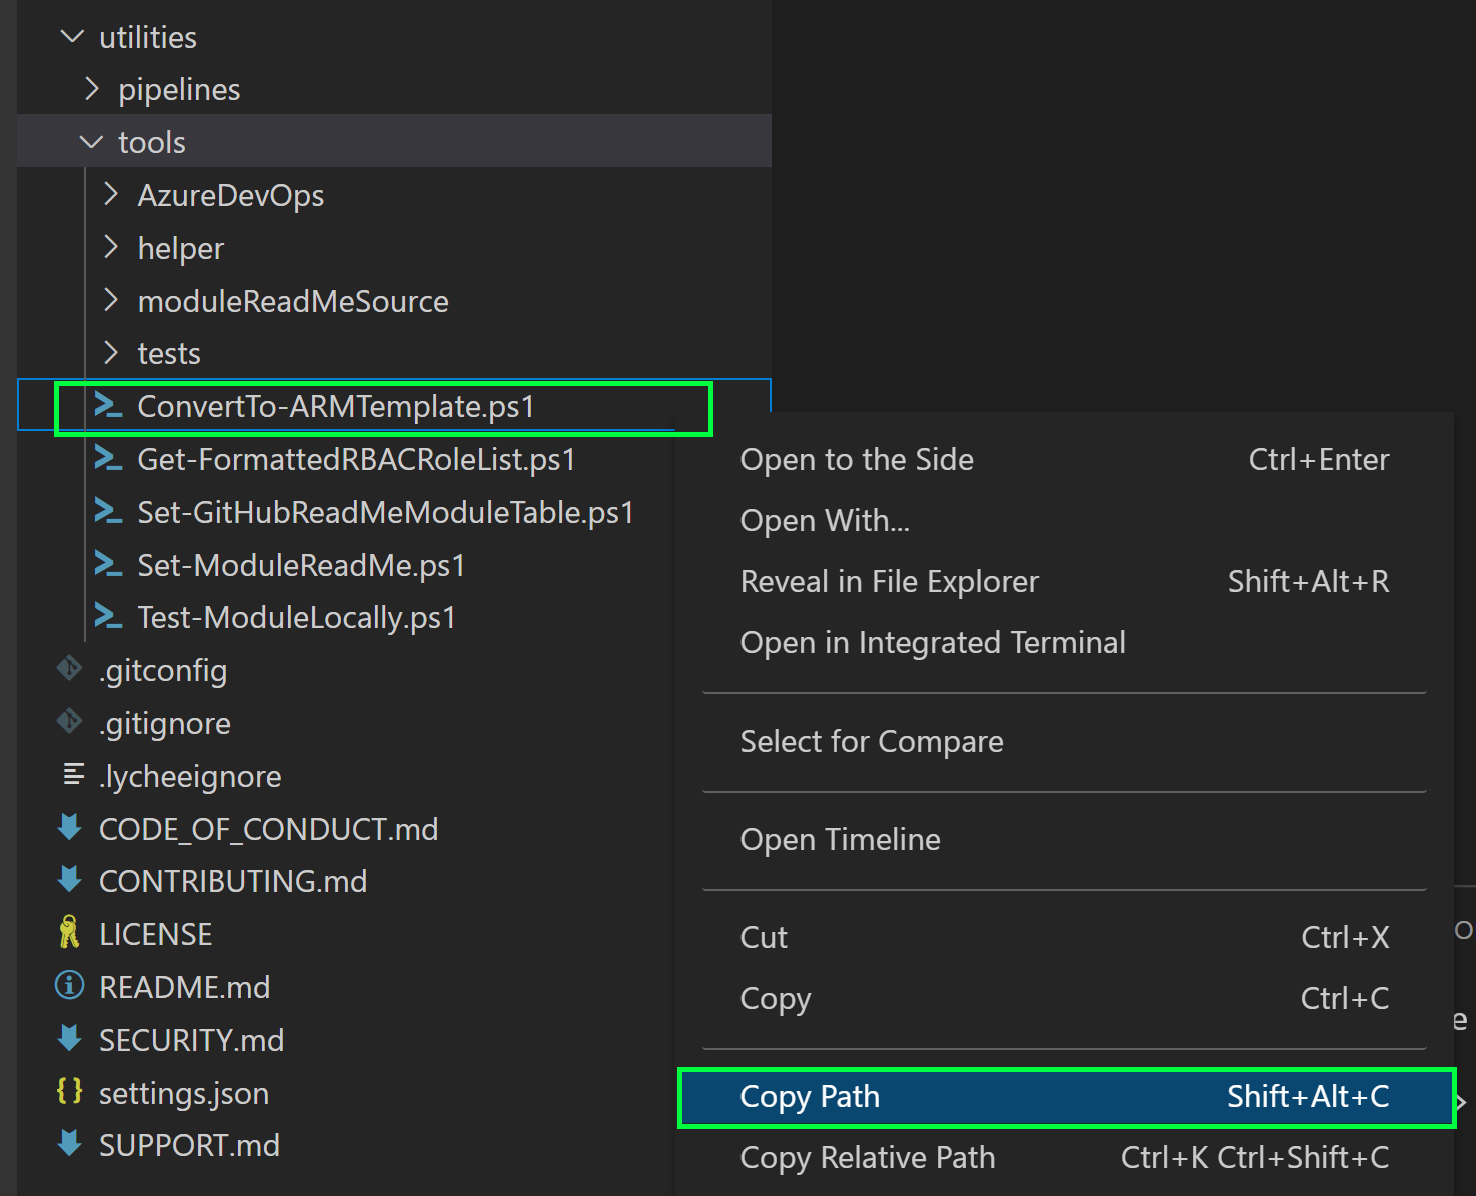 utilities
pipelines
tools
AzureDevOps
helper
moduleReadMeSource
tests
ConvertTo-ARMTemplate.ps1
Get-FormattedRBACRoleList.ps1
Set-GitHubReadMeModuleTable.ps1
Set-ModuleReadMe.ps1
Test-ModuleLocally.ps1
.gitconfig
.gitignore
.lycheeignore
CODE_OF_CONDUCT.md
CONTRIBUTING.md
LICENSE
README.md
SECURITY.md
settings.json
SUPPORT.md
Open to the Side Ctrl+Enter
Open With...
Reveal in File Explorer Shift+Alt+R
Open in Integrated Terminal
Select for Compare
Open Timeline
Cut Ctrl+X
Copy Ctrl+C
Copy Path Shift+Alt+C
Copy Relative Path Ctrl+K Ctrl+Shift+C